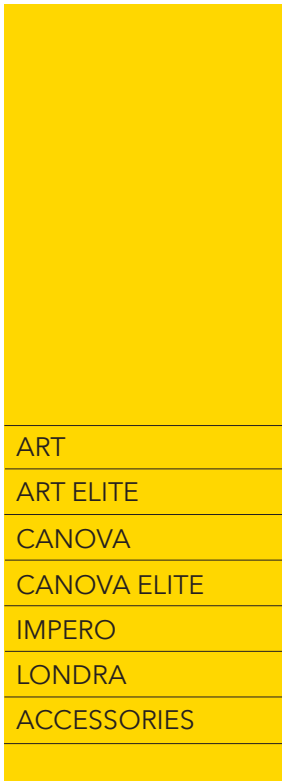 ART
ART ELITE
CANOVA
CANOVA ELITE
IMPERO
LONDRA
ACCESSORIES